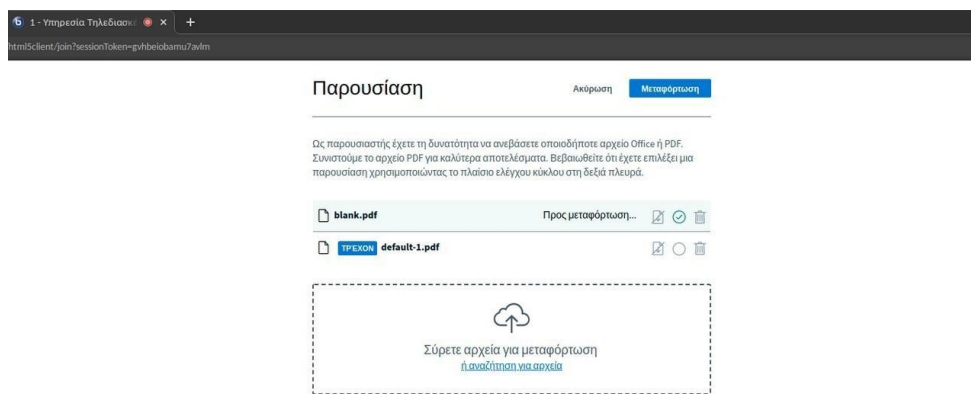 1 - Υπηρεσία Τηλεδιασκέ
html5client/join?sessionToken=gvhbeiobamu7avlm
Παρουσίαση
Ακύρωση
Μεταφόρτωση
Ως παρουσιαστής έχετε τη δυνατότητα να ανεβάσετε οποιοδήποτε αρχείο Office ή PDF.
Συνιστούμε το αρχείο PDF για καλύτερα αποτελέσματα. Βεβαιωθείτε ότι έχετε επιλέξει μια
παρουσίαση χρησιμοποιώντας το πλαίσιο ελέγχου κύκλου στη δεξιά πλευρά.
blank.pdf Προς μεταφόρτωση...
ΤΡΈΧΟΝ default-1.pdf
Σύρετε αρχεία για μεταφόρτωση
ή αναζήτηση για αρχεία